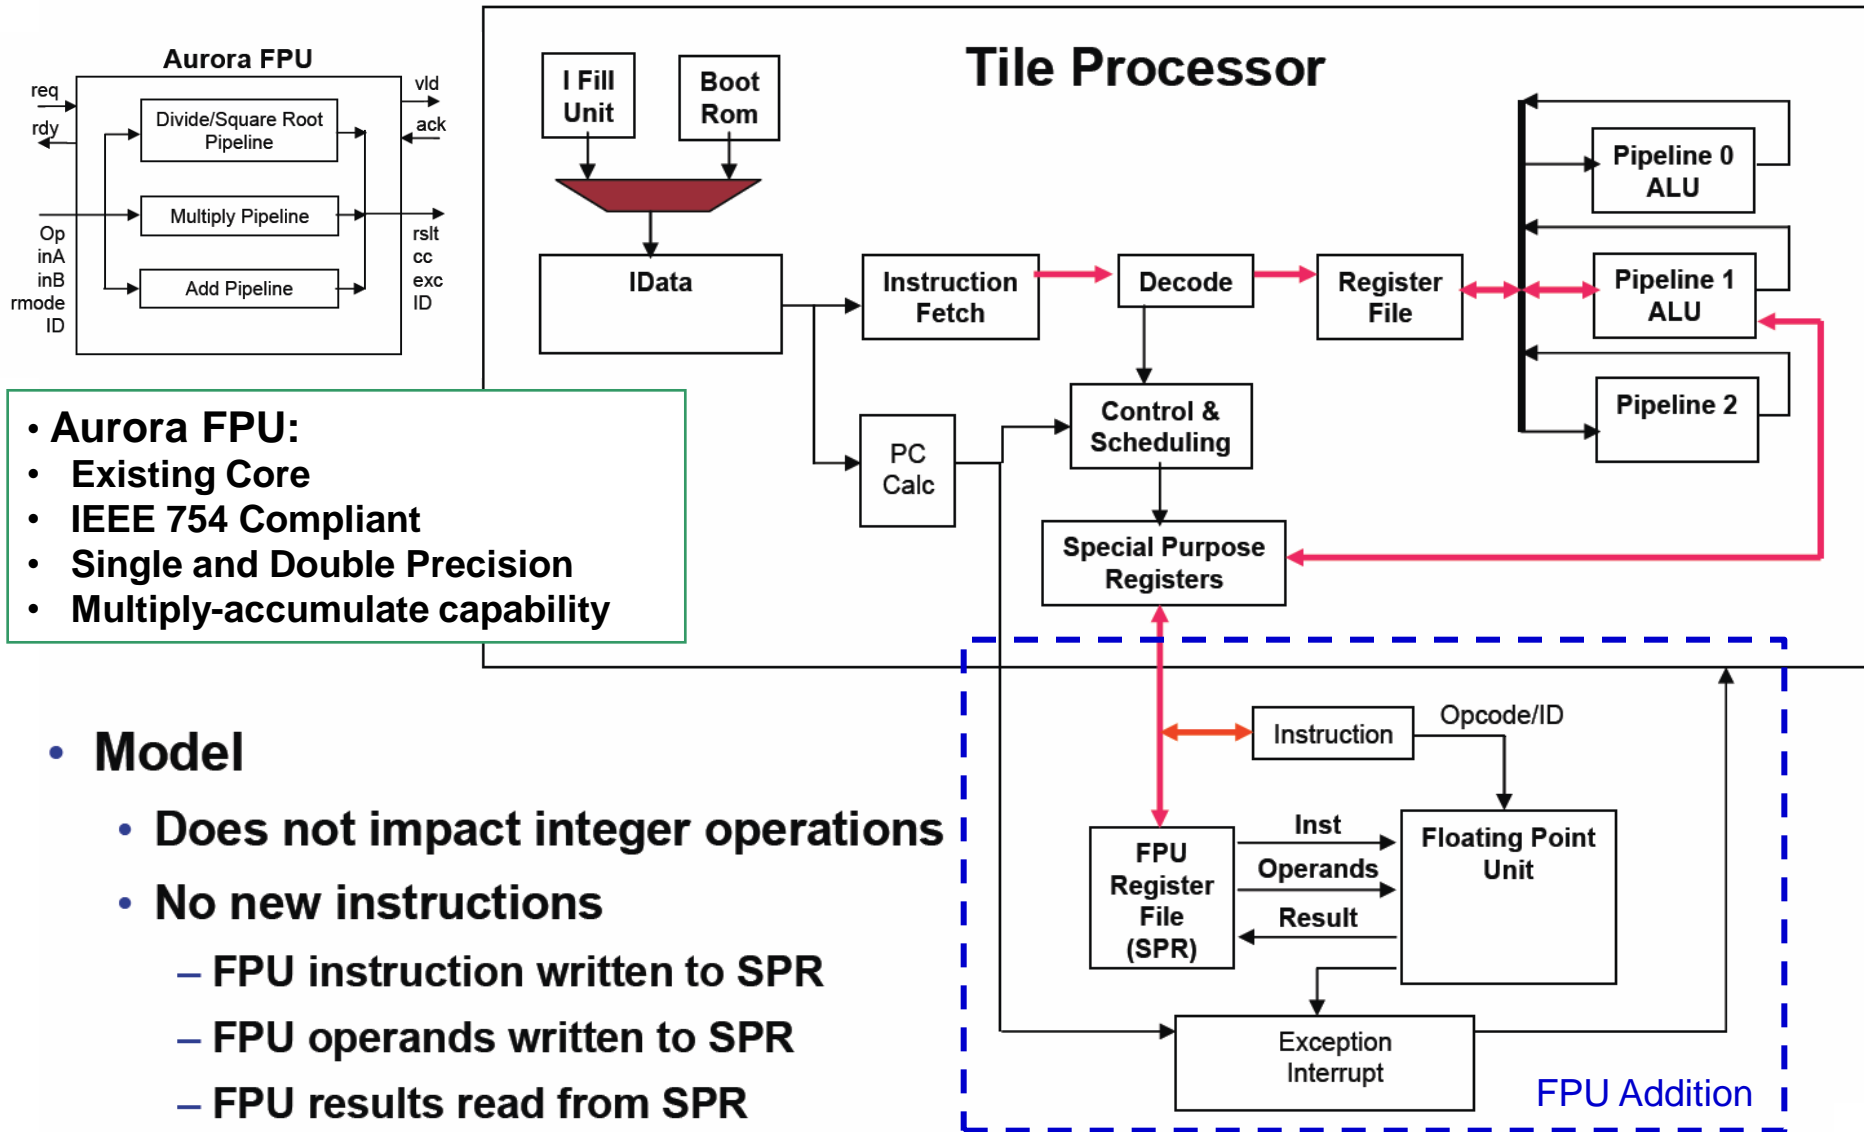 Aurora FPU
req
rdy
vld
ack
Divide/Square Root
Pipeline
Multiply Pipeline
Add Pipeline
Op
inA
inB
rmode
ID
rslt
cc
exc
ID
Tile Processor
I Fill
Unit
Boot
Rom
IData
Instruction
Fetch
Decode
Register
File
Pipeline 0
ALU
Pipeline 1
ALU
Pipeline 2
PC
Calc
Control &
Scheduling
Special Purpose
Registers
• Aurora FPU:
• Existing Core
• IEEE 754 Compliant
• Single and Double Precision
• Multiply-accumulate capability
• Model
• Does not impact integer operations
• No new instructions
– FPU instruction written to SPR
– FPU operands written to SPR
– FPU results read from SPR
Instruction
Opcode/ID
FPU
Register
File
(SPR)
Inst
Operands
Result
Floating Point
Unit
Exception
Interrupt
FPU Addition